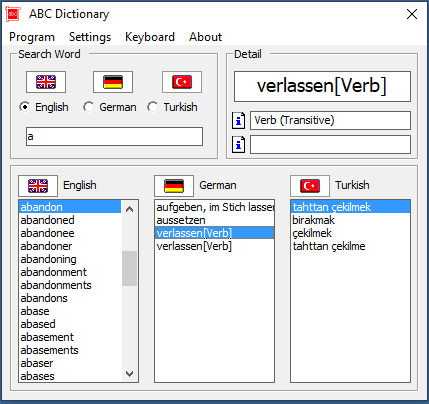 ABC Dictionary
Program Settings Keyboard About
Search Word
English German Turkish
a
Detail
verlassen[Verb]
Verb (Transitive)
English
abandon
abandoned
abandonee
abandoner
abandoning
abandonment
abandonments
abandons
abase
abased
abasement
abasements
abaser
abases
German
aufgeben, im Stich lassen
aussetzen
verlassen[Verb]
verlassen[Verb]
Turkish
tahttan çekilmek
bırakmak
çekilmek
tahttan çekilme